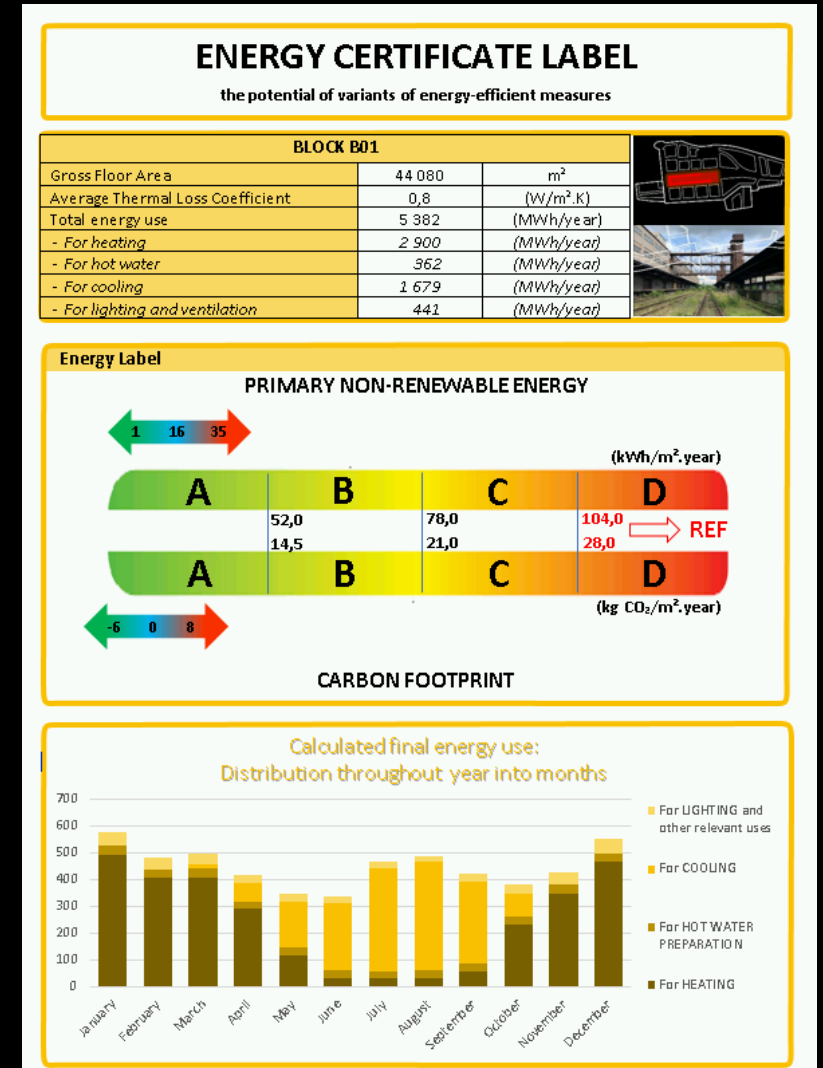 ENERGY CERTIFICATE LABEL
the potential of variants of energy-efficient measures
BLOCK B01
Gross Floor Area 44 080 m²
Average Thermal Loss Coefficient 0,8 (W/m².K)
Total energy use 5 382 (MWh/year)
- For heating 2 900 (MWh/year)
- For hot water 362 (MWh/year)
- For cooling 1 679 (MWh/year)
- For lighting and ventilation 441 (MWh/year)
Energy Label
PRIMARY NON-RENEWABLE ENERGY
1 16 35
(kWh/m².year)
A B C D
52,0 78,0 104,0
REF
14,5 21,0 28,0
A B C D
(kg CO₂/m².year)
-6 0 8
CARBON FOOTPRINT
Calculated final energy use:
Distribution throughout year into months
700
600
500
400
300
200
100
0
January February March April May June July August September October November December
For LIGHTING and
other relevant uses
For COOLING
For HOT WATER
PREPARATION
For HEATING